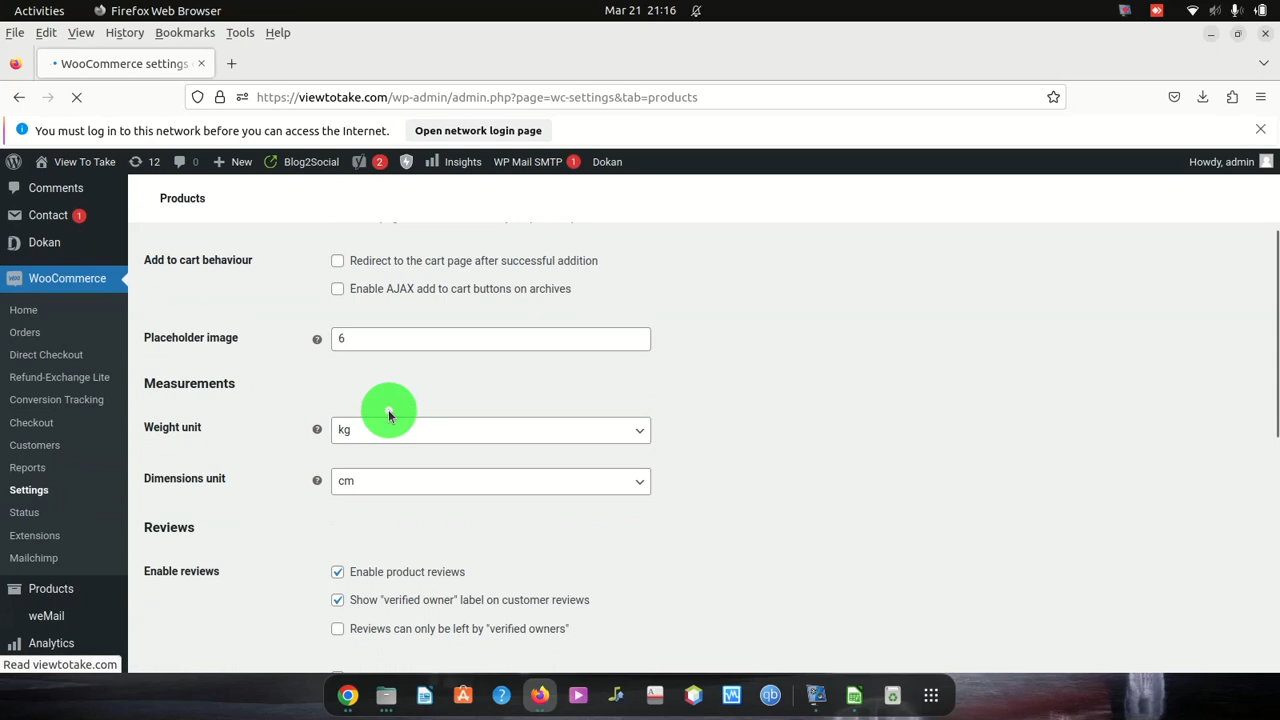 Activities
Firefox Web Browser
Mar 21 21:16
File Edit View History Bookmarks Tools Help
WooCommerce settings
https://viewtotake.com/wp-admin/admin.php?page=wc-settings&tab=products
You must log in to this network before you can access the Internet.
Open network login page
View To Take 12 0 New Blog2Social 2 Insights WP Mail SMTP 1 Dokan
Howdy, admin
Comments
Contact 1
Dokan
WooCommerce
Home
Orders
Direct Checkout
Refund-Exchange Lite
Conversion Tracking
Checkout
Customers
Reports
Settings
Status
Extensions
Mailchimp
Products
weMail
Analytics
Read viewtotake.com
Products
Add to cart behaviour
Redirect to the cart page after successful addition
Enable AJAX add to cart buttons on archives
Placeholder image
6
Measurements
Weight unit
kg
Dimensions unit
cm
Reviews
Enable reviews
Enable product reviews
Show "verified owner" label on customer reviews
Reviews can only be left by "verified owners"